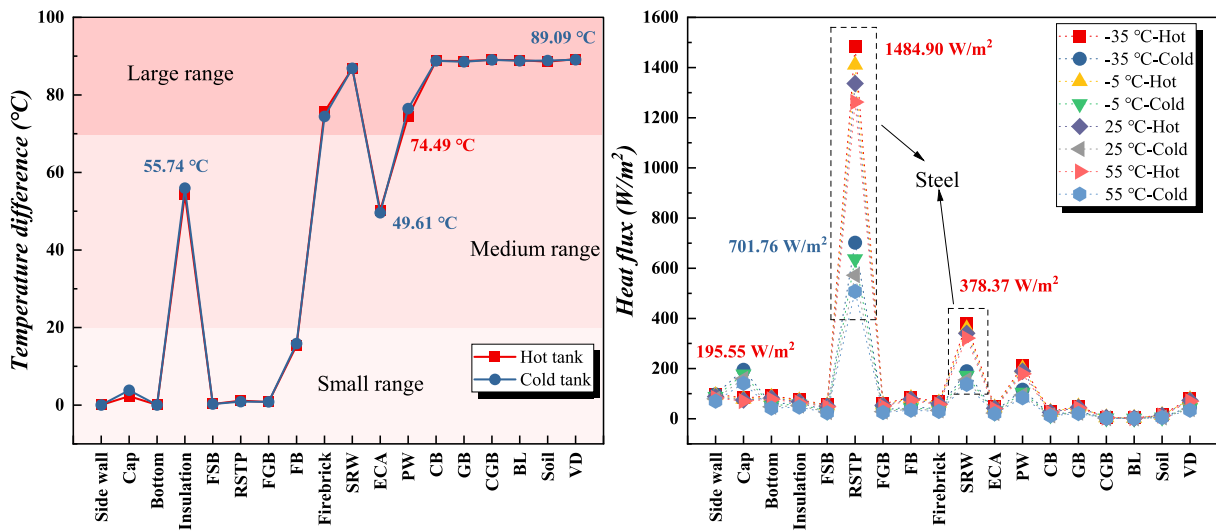 100
80
60
40
20
0
Temperature difference (°C)
Large range
Medium range
Small range
55.74 °C
49.61 °C
74.49 °C
89.09 °C
Hot tank
Cold tank
Side wall
Cap
Bottom
Insulation
FSB
RSTP
FGB
FB
Firebrick
SRW
ECA
PW
CB
GB
CGB
BL
Soil
VD
1600
1400
1200
1000
800
600
400
200
0
Heat flux (W/m²)
1484.90 W/m²
701.76 W/m²
378.37 W/m²
195.55 W/m²
Steel
-35 °C-Hot
-35 °C-Cold
-5 °C-Hot
-5 °C-Cold
25 °C-Hot
25 °C-Cold
55 °C-Hot
55 °C-Cold
Side wall
Cap
Bottom
Insulation
FSB
RSTP
FGB
FB
Firebrick
SRW
ECA
PW
CB
GB
CGB
BL
Soil
VD